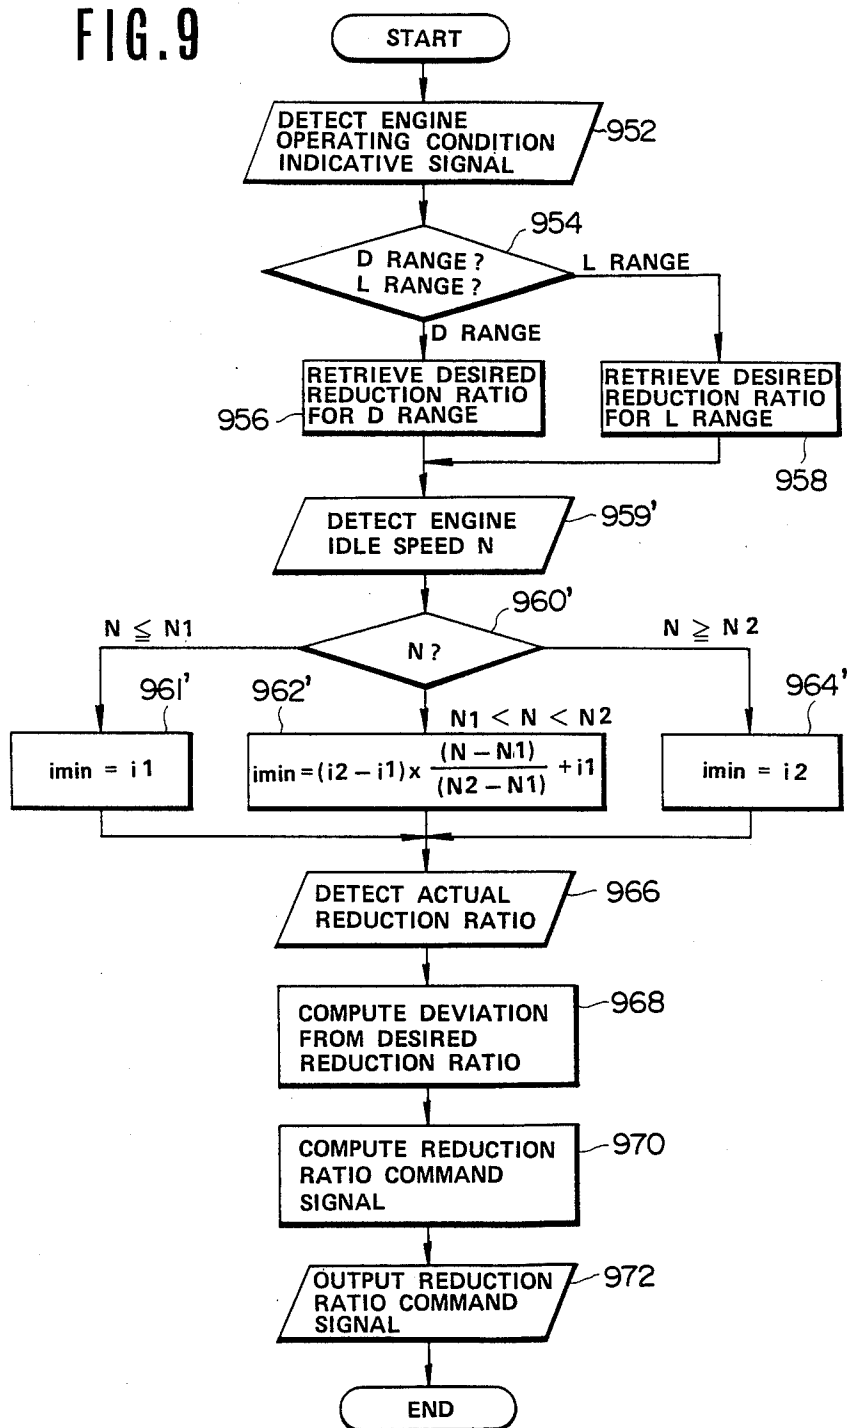 FIG.9
START
DETECT ENGINE
OPERATING CONDITION
INDICATIVE SIGNAL
952
954
D RANGE?
L RANGE?
L RANGE
D RANGE
RETRIEVE DESIRED
REDUCTION RATIO
FOR D RANGE
956
RETRIEVE DESIRED
REDUCTION RATIO
FOR L RANGE
958
DETECT ENGINE
IDLE SPEED N
959'
960'
N ≦ N1
N?
N ≧ N2
961'
962'
N1 < N < N2
964'
imin = i1
imin = (i2 − i1) x (N − N1) / (N2 − N1) + i1
imin = i2
DETECT ACTUAL
REDUCTION RATIO
966
COMPUTE DEVIATION
FROM DESIRED
REDUCTION RATIO
968
COMPUTE REDUCTION
RATIO COMMAND
SIGNAL
970
OUTPUT REDUCTION
RATIO COMMAND
SIGNAL
972
END